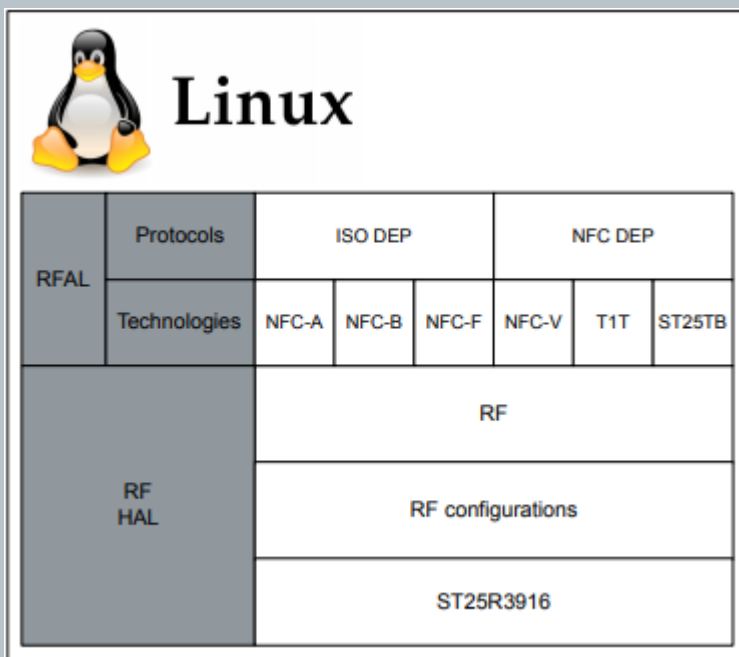 Linux
RFAL
Protocols
ISO DEP
NFC DEP
Technologies
NFC-A
NFC-B
NFC-F
NFC-V
T1T
ST25TB
RF
HAL
RF
RF configurations
ST25R3916